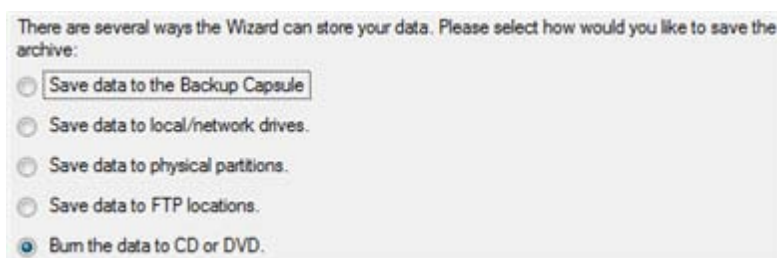 There are several ways the Wizard can store your data. Please select how would you like to save the
archive:
Save data to the Backup Capsule
Save data to local/network drives.
Save data to physical partitions.
Save data to FTP locations.
Burn the data to CD or DVD.